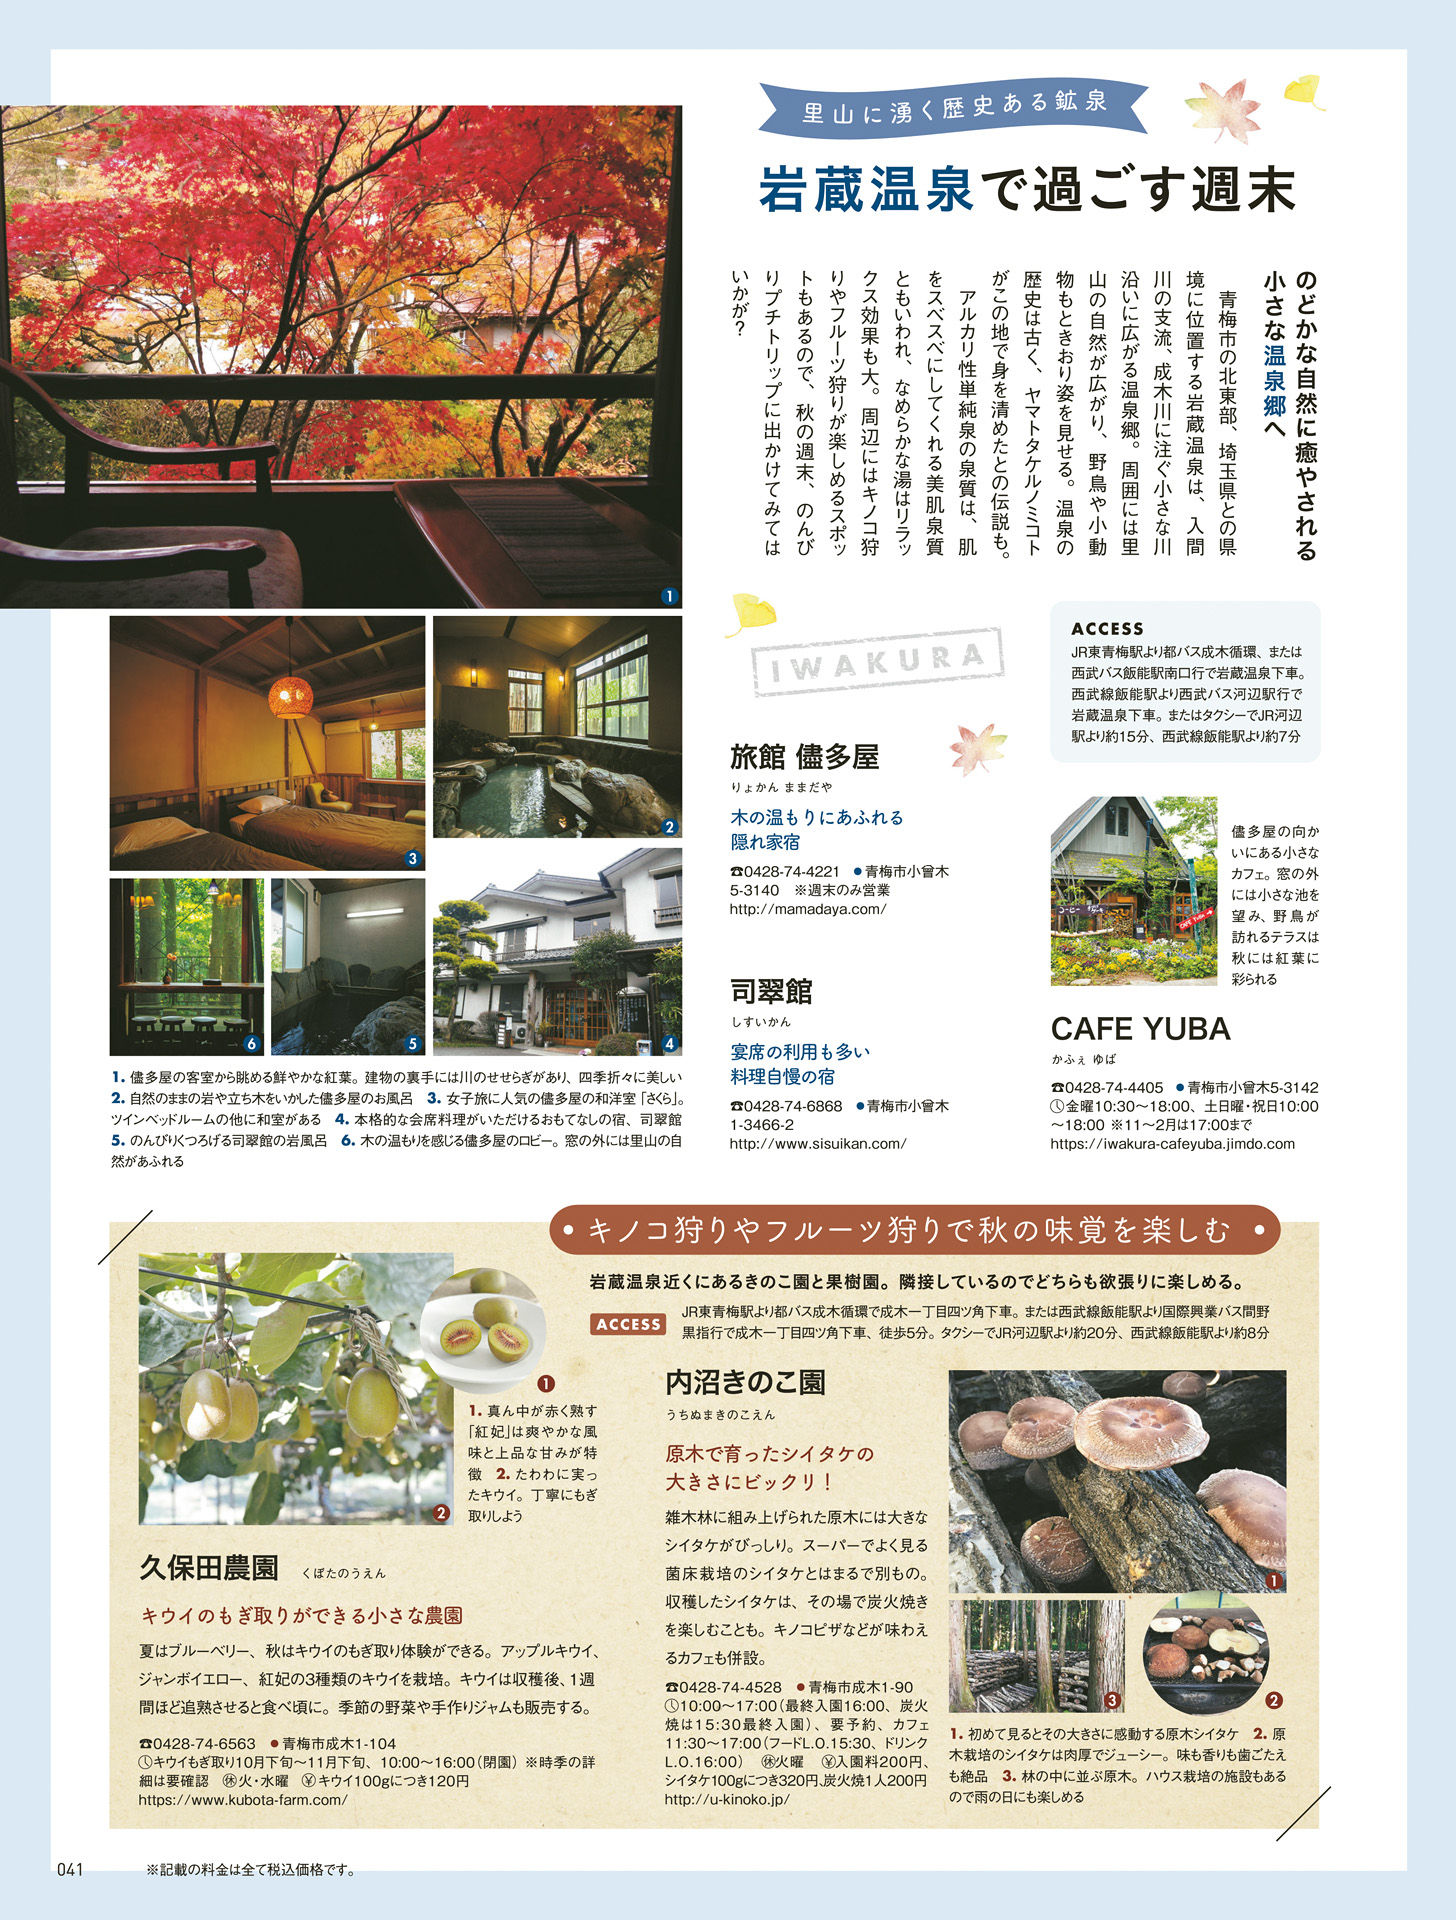 里山に湧く歴史ある鉱泉
岩蔵温泉で過ごす週末
のどかな自然に癒やされる
小さな温泉郷へ
青梅市の北東部、埼玉県との県
境に位置する岩蔵温泉は、入間
川の支流、成木川に注ぐ小さな川
沿いに広がる温泉郷。周囲には里
山の自然が広がり、野鳥や小動
物もときおり姿を見せる。温泉の
歴史は古く、ヤマトタケルノミコト
がこの地で身を清めたとの伝説も。
アルカリ性単純泉の泉質は、肌
をスベスベにしてくれる美肌泉質
ともいわれ、なめらかな湯はリラッ
クス効果も大。周辺にはキノコ狩
りやフルーツ狩りが楽しめるスポッ
トもあるので、秋の週末、のんび
りプチトリップに出かけてみては
いかが？
1
2
3
4
5
6
1. 儘多屋の客室から眺める鮮やかな紅葉。建物の裏手には川のせせらぎがあり、四季折々に美しい
2. 自然のままの岩や立ち木をいかした儘多屋のお風呂 3. 女子旅に人気の儘多屋の和洋室「さくら」。
ツインベッドルームの他に和室がある 4. 本格的な会席料理がいただけるおもてなしの宿、司翠館
5. のんびりくつろげる司翠館の岩風呂 6. 木の温もりを感じる儘多屋のロビー。窓の外には里山の自
然があふれる
IWAKURA
ACCESS
JR東青梅駅より都バス成木循環、または
西武バス飯能駅南口行で岩蔵温泉下車。
西武線飯能駅より西武バス河辺駅行で
岩蔵温泉下車。またはタクシーでJR河辺
駅より約15分、西武線飯能駅より約7分
旅館 儘多屋
りょかん ままだや
木の温もりにあふれる
隠れ家宿
☎0428-74-4221 ●青梅市小曾木
5-3140 ※週末のみ営業
http://mamadaya.com/
司翠館
しすいかん
宴席の利用も多い
料理自慢の宿
☎0428-74-6868 ●青梅市小曾木
1-3466-2
http://www.sisuikan.com/
コーヒー
CAFE YUBA
儘多屋の向か
いにある小さな
カフェ。窓の外
には小さな池を
望み、野鳥が
訪れるテラスは
秋には紅葉に
彩られる
CAFE YUBA
かふぇ ゆば
☎0428-74-4405 ●青梅市小曾木5-3142
🕓金曜10:30～18:00、土日曜・祝日10:00
～18:00 ※11～2月は17:00まで
https://iwakura-cafeyuba.jimdo.com
・キノコ狩りやフルーツ狩りで秋の味覚を楽しむ・
岩蔵温泉近くにあるきのこ園と果樹園。隣接しているのでどちらも欲張りに楽しめる。
ACCESS
JR東青梅駅より都バス成木循環で成木一丁目四ツ角下車。または西武線飯能駅より国際興業バス間野
黒指行で成木一丁目四ツ角下車、徒歩5分。タクシーでJR河辺駅より約20分、西武線飯能駅より約8分
1
2
1. 真ん中が赤く熟す
「紅妃」は爽やかな風
味と上品な甘みが特
徴 2. たわわに実っ
たキウイ。丁寧にもぎ
取りしよう
久保田農園 くぼたのうえん
キウイのもぎ取りができる小さな農園
夏はブルーベリー、秋はキウイのもぎ取り体験ができる。アップルキウイ、
ジャンボイエロー、紅妃の3種類のキウイを栽培。キウイは収穫後、1週
間ほど追熟させると食べ頃に。季節の野菜や手作りジャムも販売する。
☎0428-74-6563 ●青梅市成木1-104
🕓キウイもぎ取り10月下旬～11月下旬、10:00～16:00（閉園）※時季の詳
細は要確認 ㊡火・水曜 ￥キウイ100gにつき120円
https://www.kubota-farm.com/
内沼きのこ園
うちぬまきのこえん
原木で育ったシイタケの
大きさにビックリ！
雑木林に組み上げられた原木には大きな
シイタケがびっしり。スーパーでよく見る
菌床栽培のシイタケとはまるで別もの。
収穫したシイタケは、その場で炭火焼き
を楽しむことも。キノコピザなどが味わえ
るカフェも併設。
☎0428-74-4528 ●青梅市成木1-90
🕓10:00～17:00（最終入園16:00、炭火
焼は15:30最終入園）、要予約、カフェ
11:30～17:00（フードL.O.15:30、ドリンク
L.O.16:00） ㊡火曜 ￥入園料200円、
シイタケ100gにつき320円、炭火焼1人200円
http://u-kinoko.jp/
1
2
3
1. 初めて見るとその大きさに感動する原木シイタケ 2. 原
木栽培のシイタケは肉厚でジューシー。味も香りも歯ごたえ
も絶品 3. 林の中に並ぶ原木。ハウス栽培の施設もある
ので雨の日にも楽しめる
041
※記載の料金は全て税込価格です。